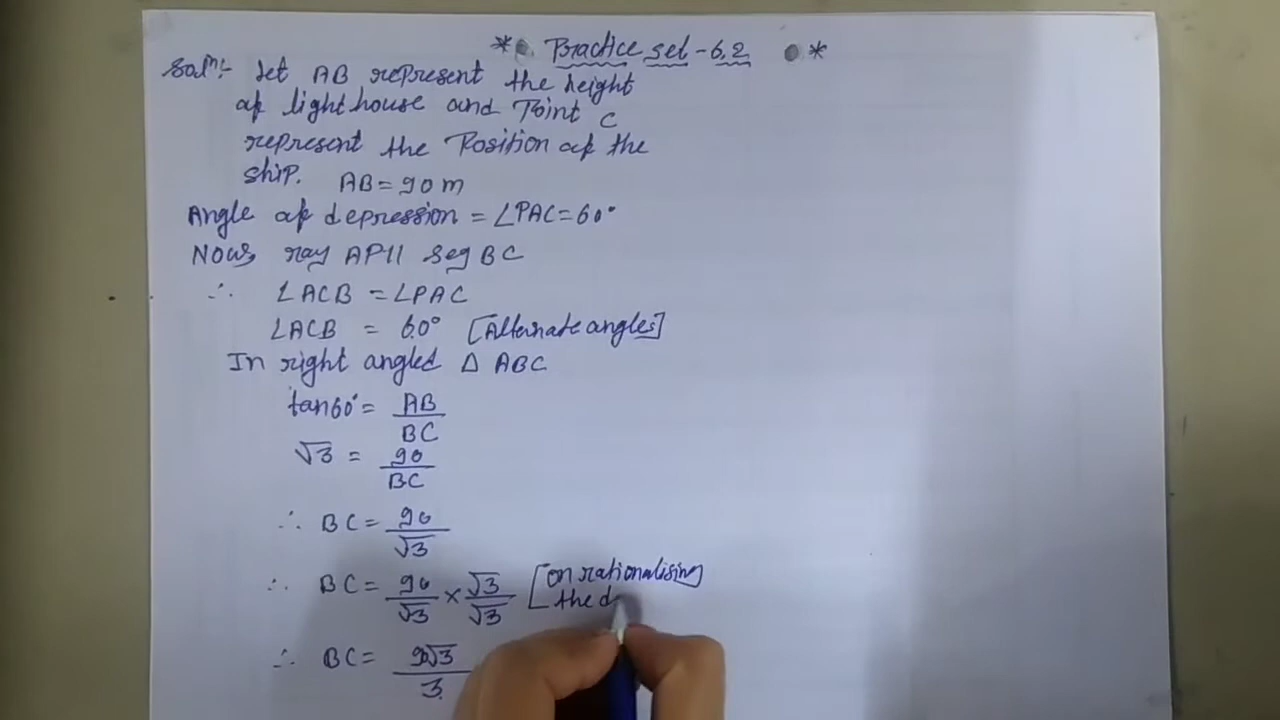 * Practice set - 6.2 *
Solⁿ:- Let AB represent the height
of lighthouse and Point C
represent the Position of the
ship. AB = 90 m
Angle of depression = ∠PAC = 60°
Now, ray AP || seg BC
∴ ∠ACB = ∠PAC
∠ACB = 60° [Alternate angles]
In right angled Δ ABC
tan60° = AB / BC
√3 = 90 / BC
∴ BC = 90 / √3
∴ BC = 90 / √3 × √3 / √3 [on rationalising
the d
∴ BC = 90√3 / 3